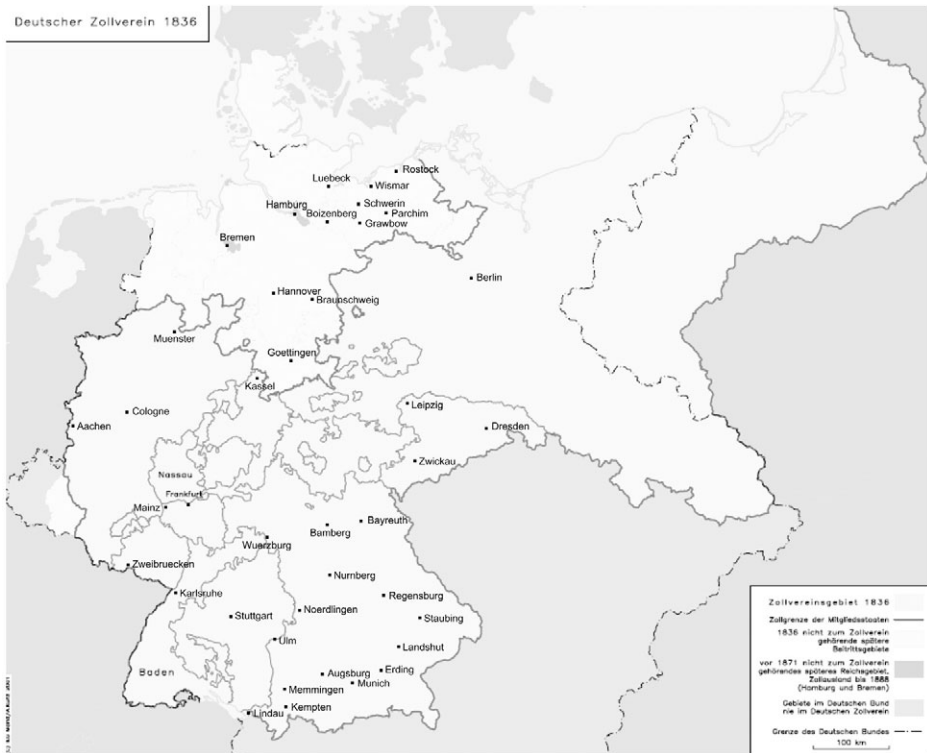 Deutscher Zollverein 1836
Rostock
Luebeck
Wismar
Hamburg
Schwerin
Boizenberg
Parchim
Grawbow
Bremen
Berlin
Hannover
Braunschweig
Muenster
Goettingen
Kassel
Leipzig
Cologne
Aachen
Dresden
Zwickau
Nassau
Frankfurt
Mainz
Bayreuth
Bamberg
Wuerzburg
Zweibruecken
Nurnberg
Karlsruhe
Regensburg
Noerdlingen
Stuttgart
Staubing
Ulm
Landshut
Baden
Erding
Augsburg
Munich
Memmingen
Kempten
Lindau
Zollvereinsgebiet 1836
Zollgrenze der Mitgliedsstaaten
1836 nicht zum Zollverein
gehörende spätere
Beitrittsgebiete
vor 1871 nicht zum Zollverein
gehörendes späteres Reichsgebiet,
Zollausland bis 1888
(Hamburg und Bremen)
Gebiete im Deutschen Bund
nie im Deutschen Zollverein
Grenze des Deutschen Bundes
100 km